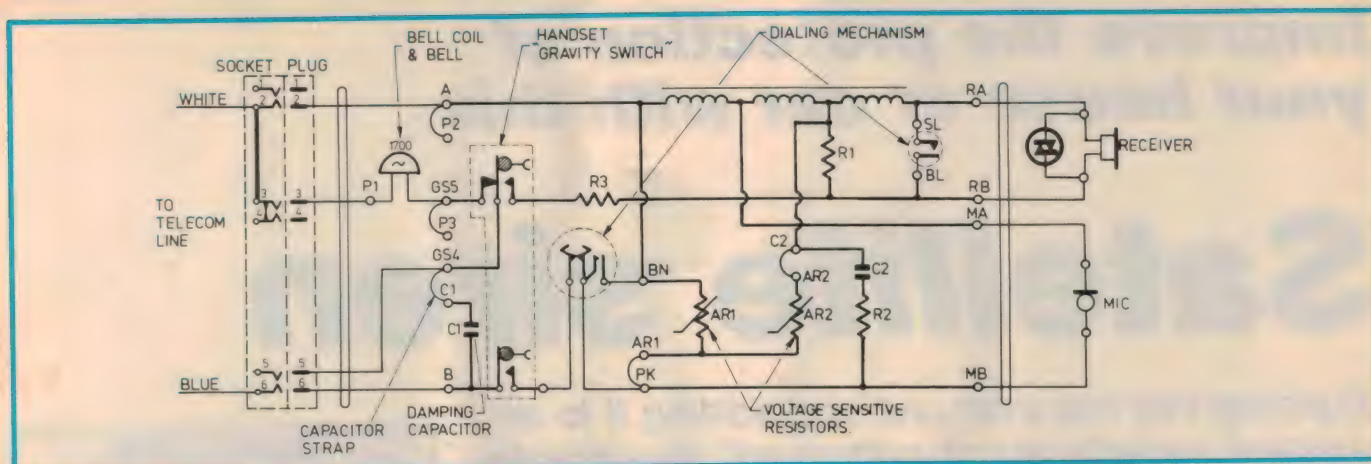 BELL COIL
& BELL
HANDSET
"GRAVITY SWITCH"
DIALING MECHANISM
SOCKET PLUG
WHITE
1
2
1
2
A
P2
1700
P1
GS5
P3
GS4
C1
C1
3
4
3
4
TO
TELECOM
LINE
R3
R1
SL
BL
RA
RB
MA
RECEIVER
BN
C2
AR2
C2
R2
AR1
AR2
AR1
PK
MIC
5
6
5
6
BLUE
B
MB
CAPACITOR
STRAP
DAMPING
CAPACITOR
VOLTAGE SENSITIVE
RESISTORS.